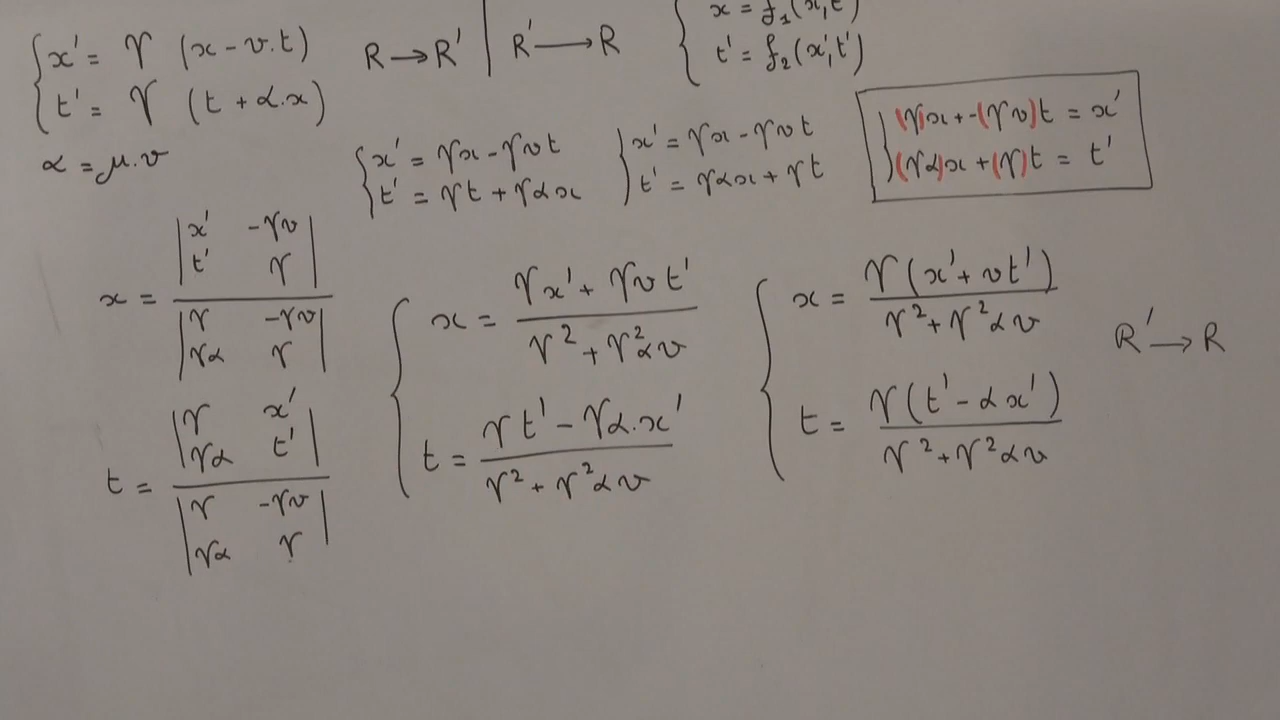 x' = γ (x - v.t)
t' = γ (t + α.x)
α = μ.v
R → R' | R' → R
x = f₁(x', t')
t' = f₂(x', t')
x' = γx - γvt
t' = γt + γαx
x' = γx - γvt
t' = γαx + γt
(γ)x + -(γv)t = x'
(γα)x + (γ)t = t'
x = |x' -γv|
|t' γ|
|γ -γv|
|γα γ|
t = |γ x'|
|γα t'|
|γ -γv|
|γα γ|
x = (γx' + γv t') / (γ² + γ²αv)
t = (γt' - γα.x') / (γ² + γ²αv)
x = γ(x' + vt') / (γ² + γ²αv)
t = γ(t' - αx') / (γ² + γ²αv)
R' → R